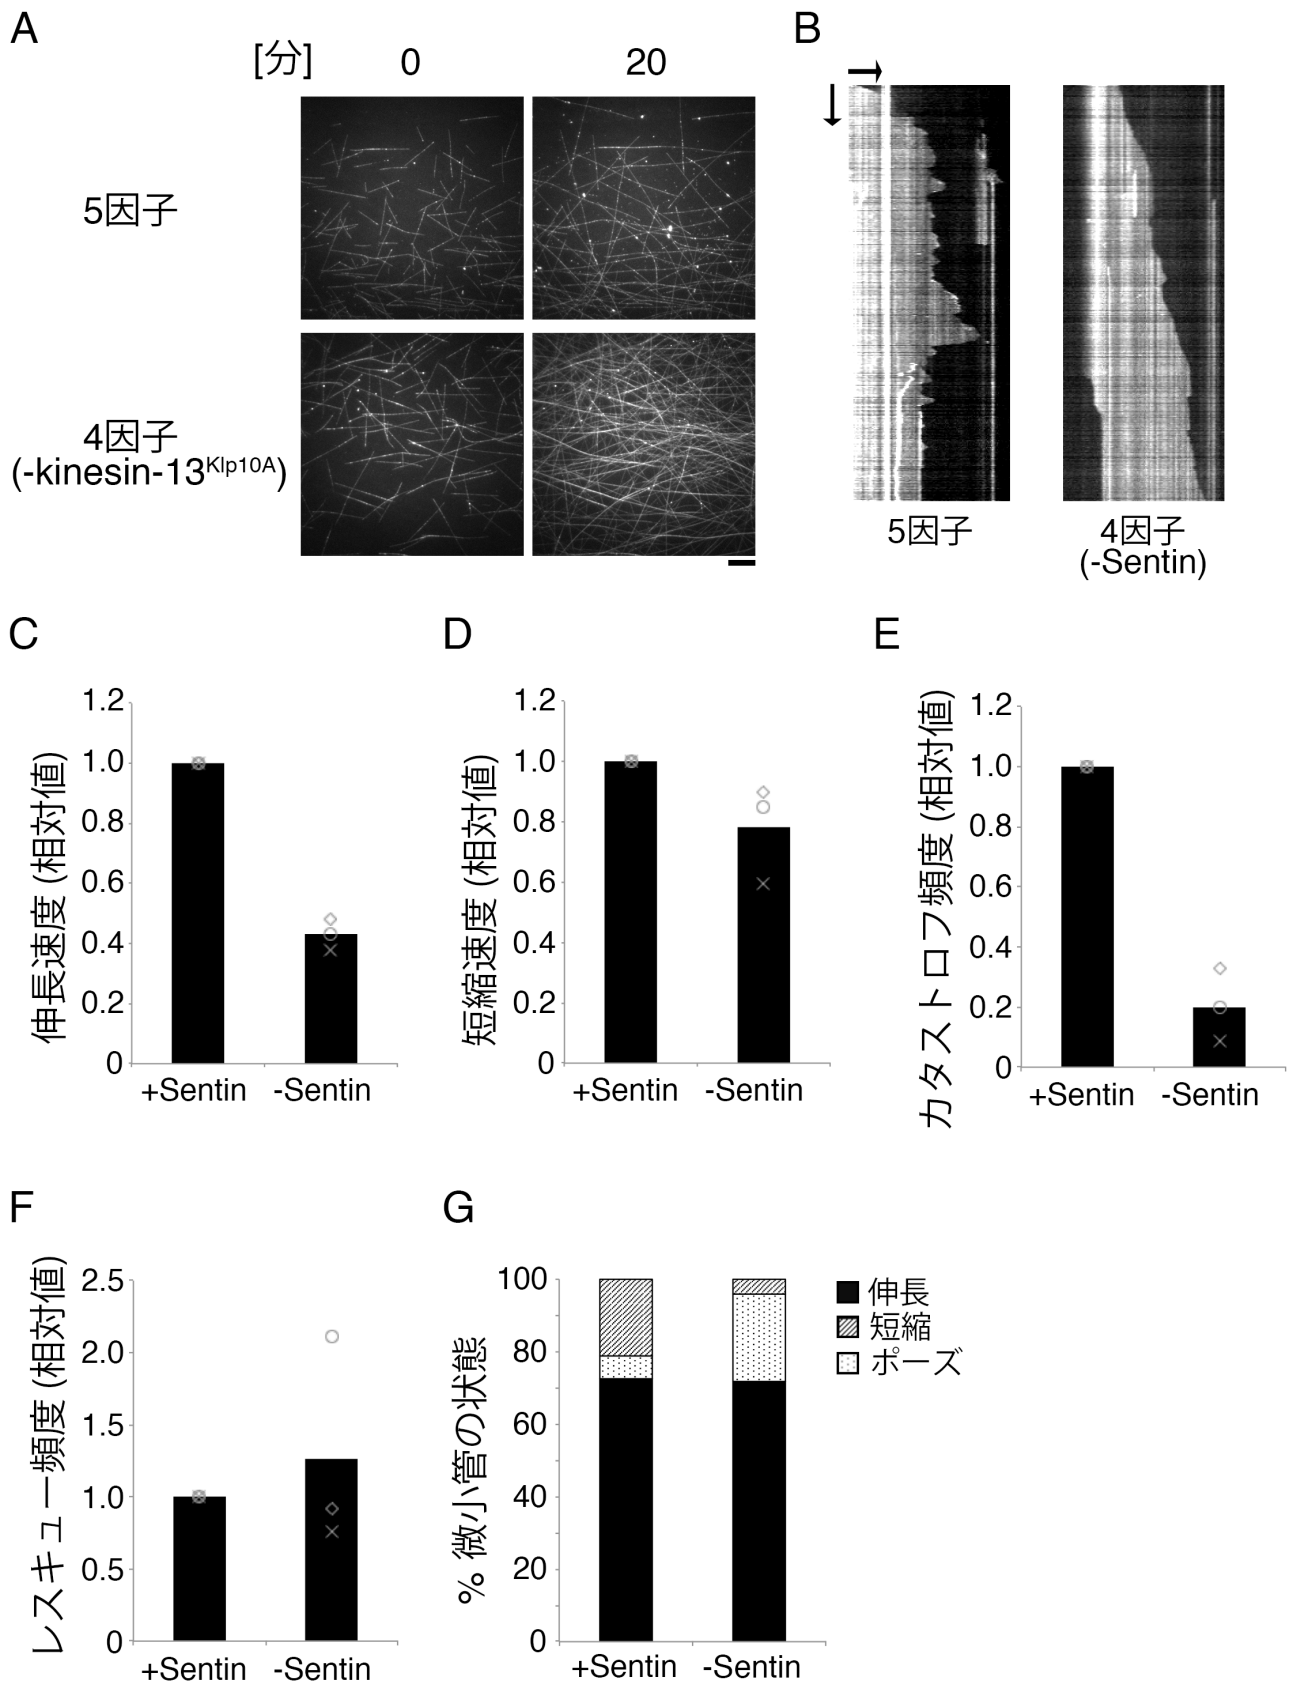 A
[分] 0 20
5因子
4因子
(-kinesin-13Klp10A)
B
5因子
4因子
(-Sentin)
C
伸長速度 (相対値)
1.2
1.0
0.8
0.6
0.4
0.2
0
+Sentin -Sentin
D
短縮速度 (相対値)
1.2
1.0
0.8
0.6
0.4
0.2
0
+Sentin -Sentin
E
カタストロフ頻度 (相対値)
1.2
1.0
0.8
0.6
0.4
0.2
0
+Sentin -Sentin
F
レスキュー頻度 (相対値)
2.5
2.0
1.5
1.0
0.5
0
+Sentin -Sentin
G
% 微小管の状態
100
80
60
40
20
0
+Sentin -Sentin
伸長
短縮
ポーズ